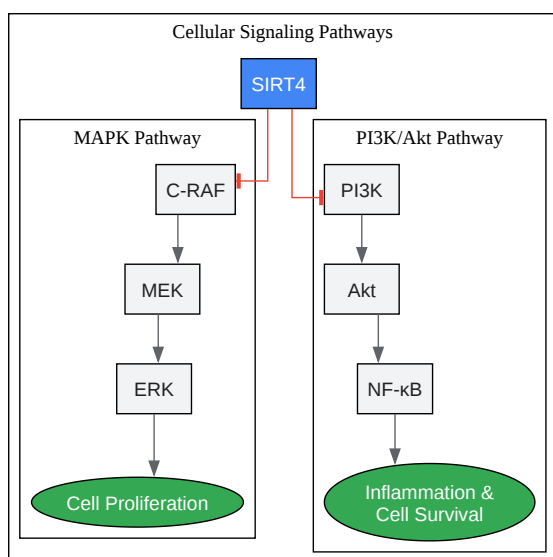 Cellular Signaling Pathways
SIRT4
MAPK Pathway
C-RAF
MEK
ERK
Cell Proliferation
PI3K/Akt Pathway
PI3K
Akt
NF-κB
Inflammation &
Cell Survival